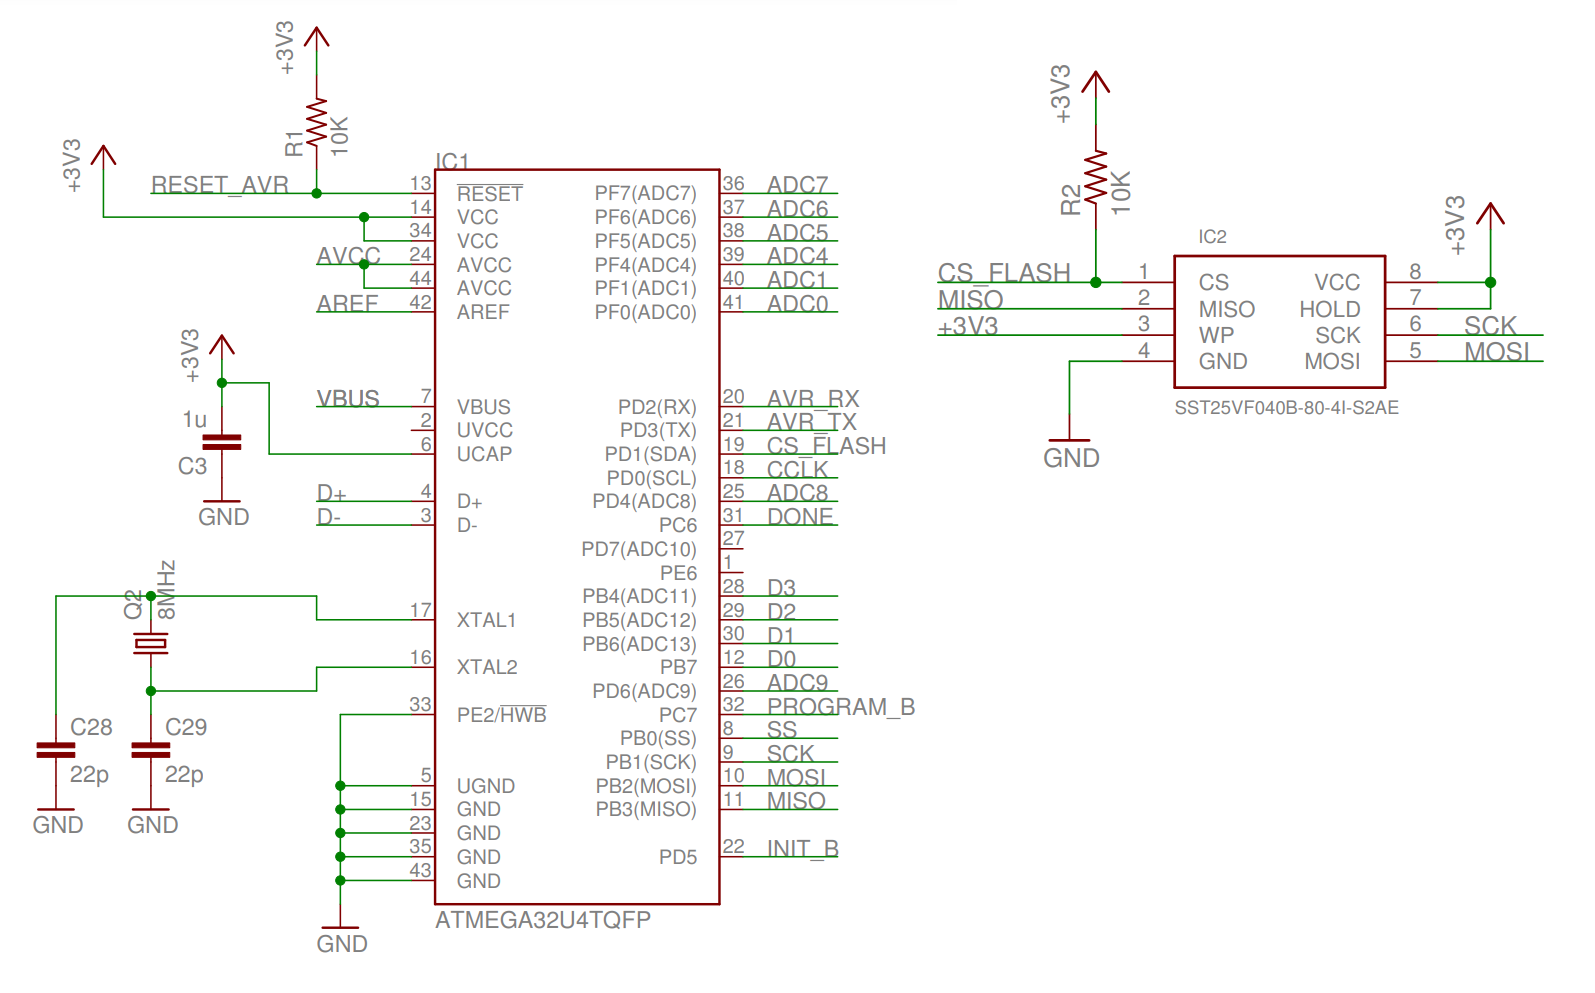 +3V3
R1
10K
+3V3
RESET_AVR
AVCC
AREF
+3V3
1u
C3
GND
VBUS
D+
D-
Q2
8MHz
C28
22p
GND
C29
22p
GND
GND
IC1
13 RESET PF7(ADC7) 36 ADC7
14 VCC PF6(ADC6) 37 ADC6
34 VCC PF5(ADC5) 38 ADC5
24 AVCC PF4(ADC4) 39 ADC4
44 AVCC PF1(ADC1) 40 ADC1
42 AREF PF0(ADC0) 41 ADC0
7 VBUS PD2(RX) 20 AVR_RX
2 UVCC PD3(TX) 21 AVR_TX
6 UCAP PD1(SDA) 19 CS_FLASH
PD0(SCL) 18 CCLK
4 D+ PD4(ADC8) 25 ADC8
3 D- PC6 31 DONE
PD7(ADC10) 27
PE6 1
PB4(ADC11) 28 D3
17 XTAL1 PB5(ADC12) 29 D2
PB6(ADC13) 30 D1
16 XTAL2 PB7 12 D0
PD6(ADC9) 26 ADC9
33 PE2/HWB PC7 32 PROGRAM_B
PB0(SS) 8 SS
PB1(SCK) 9 SCK
5 UGND PB2(MOSI) 10 MOSI
15 GND PB3(MISO) 11 MISO
23 GND
35 GND PD5 22 INIT_B
43 GND
ATMEGA32U4TQFP
+3V3
R2
10K
+3V3
IC2
CS_FLASH 1 CS VCC 8
MISO 2 MISO HOLD 7
+3V3 3 WP SCK 6 SCK
4 GND MOSI 5 MOSI
SST25VF040B-80-4I-S2AE
GND